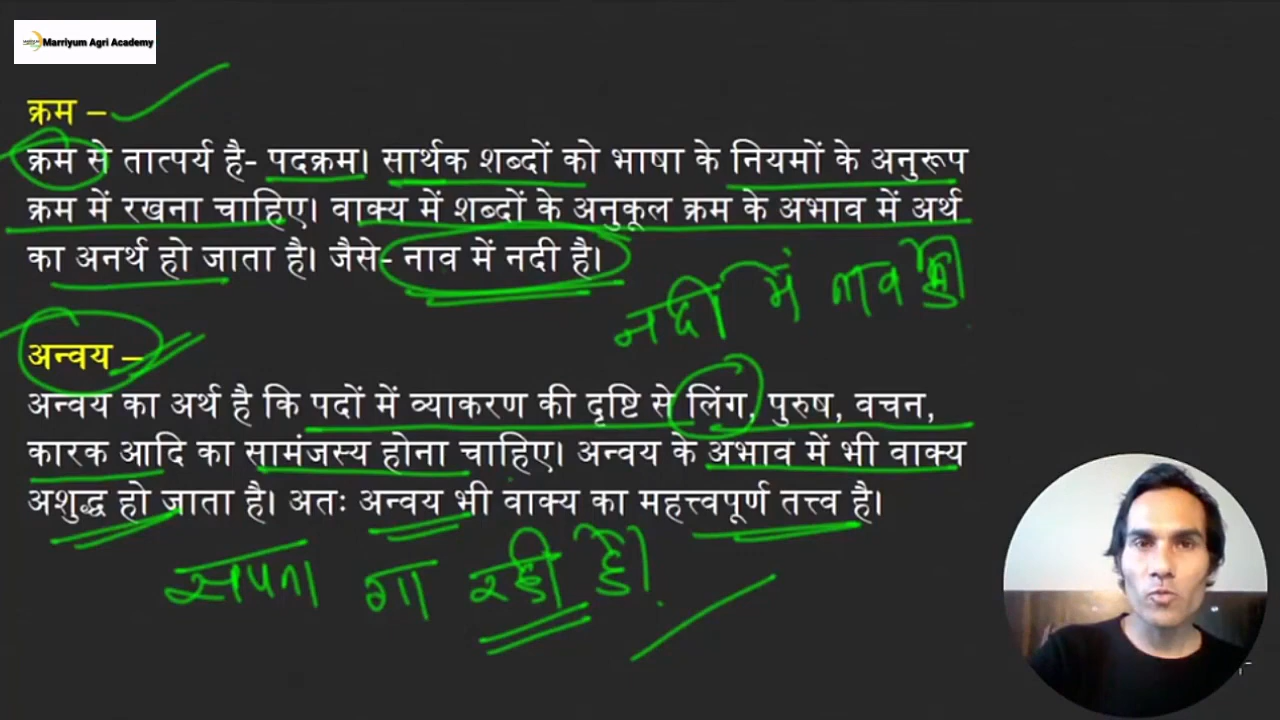 Marriyum Agri Academy
क्रम –
क्रम से तात्पर्य है- पदक्रम। सार्थक शब्दों को भाषा के नियमों के अनुरूप
क्रम में रखना चाहिए। वाक्य में शब्दों के अनुकूल क्रम के अभाव में अर्थ
का अनर्थ हो जाता है। जैसे- नाव में नदी है।
नदी में नाव है।
अन्वय –
अन्वय का अर्थ है कि पदों में व्याकरण की दृष्टि से लिंग, पुरुष, वचन,
कारक आदि का सामंजस्य होना चाहिए। अन्वय के अभाव में भी वाक्य
अशुद्ध हो जाता है। अतः अन्वय भी वाक्य का महत्त्वपूर्ण तत्त्व है।
सपना गा रही है।